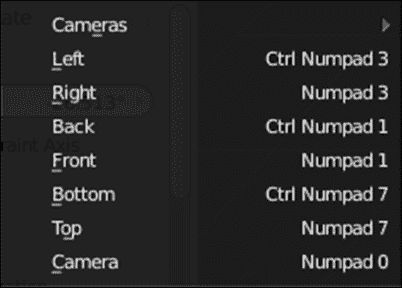 Cameras
Left Ctrl Numpad 3
Right Numpad 3
Back Ctrl Numpad 1
Front Numpad 1
Bottom Ctrl Numpad 7
Top Numpad 7
Camera Numpad 0